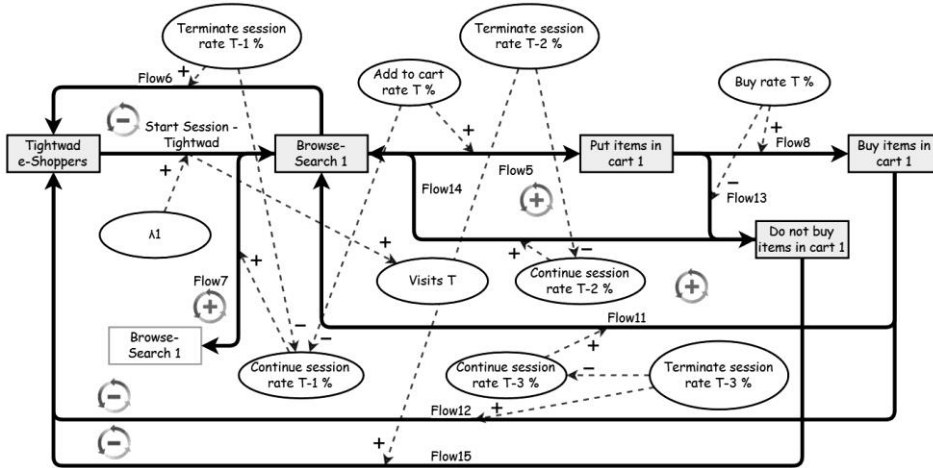 Terminate session
rate T-1 %
Terminate session
rate T-2 %
Add to cart
rate T %
Buy rate T %
Flow6
+
+
+
−
Start Session -
Tightwad
Tightwad
e-Shoppers
Browse-
Search 1
Put items in
cart 1
Flow8
Buy items in
cart 1
Flow5
+
Flow14
+
−
Flow13
λ1
Do not buy
items in cart 1
+
+
−
+
Visits T
Continue session
rate T-2 %
+
Flow7
+
Flow11
Browse-
Search 1
−
−
+
Continue session
rate T-1 %
Continue session
rate T-3 %
−
Terminate session
rate T-3 %
−
+
Flow12
−
+
Flow15